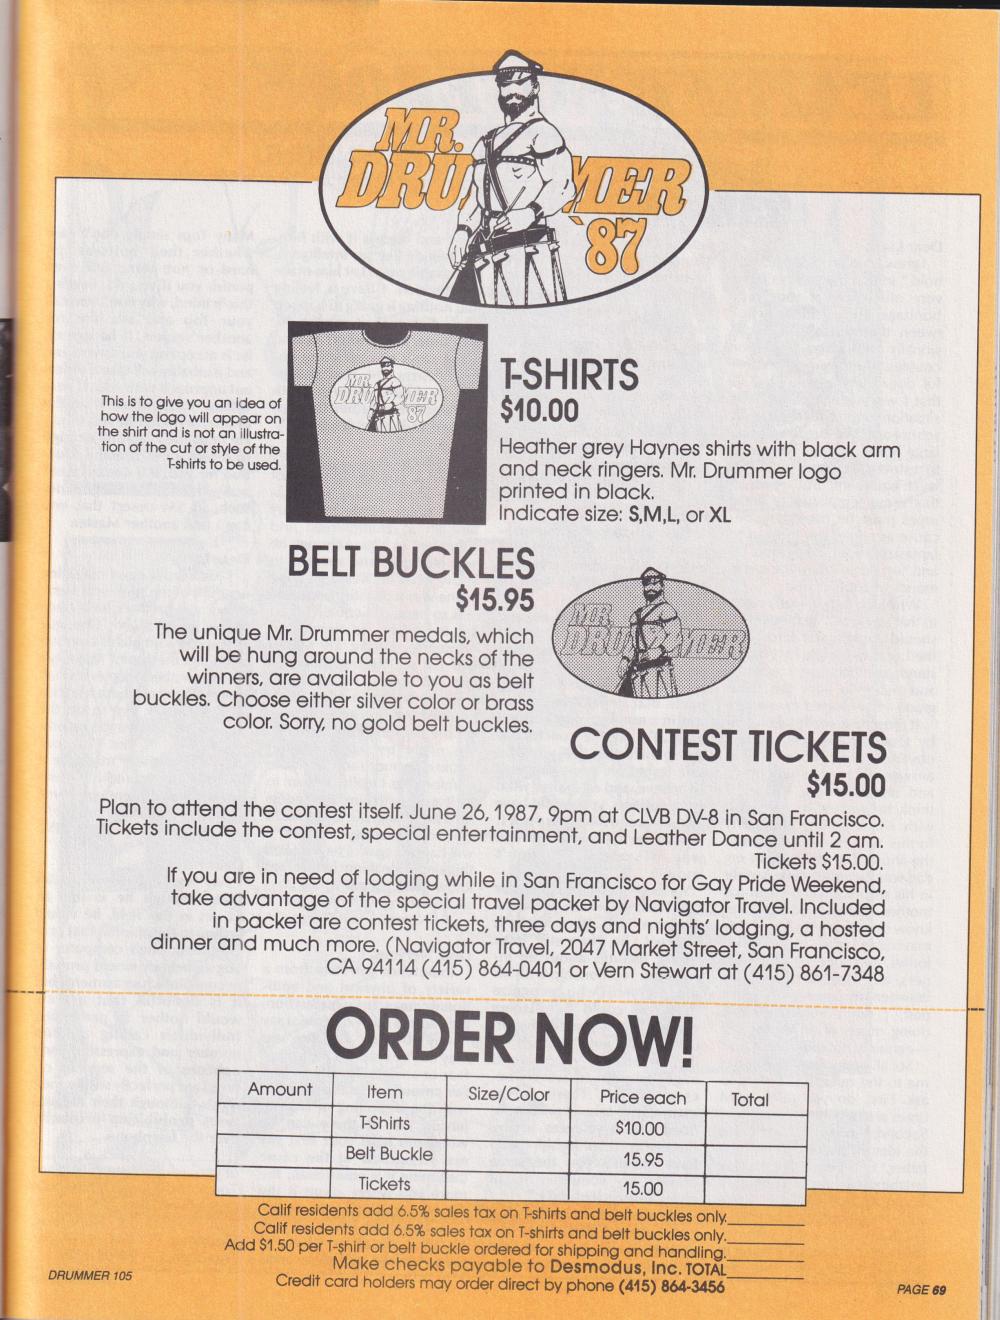 MR.
DRUMMER
'87
MR.
DRUMMER
'87
This is to give you an idea of
how the logo will appear on
the shirt and is not an illustra-
tion of the cut or style of the
T-shirts to be used.
T-SHIRTS
$10.00
Heather grey Haynes shirts with black arm
and neck ringers. Mr. Drummer logo
printed in black.
Indicate size: S,M,L, or XL
BELT BUCKLES
$15.95
The unique Mr. Drummer medals, which
will be hung around the necks of the
winners, are available to you as belt
buckles. Choose either silver color or brass
color. Sorry, no gold belt buckles.
MR.
DRUMMER
CONTEST TICKETS
$15.00
Plan to attend the contest itself. June 26, 1987, 9pm at CLVB DV-8 in San Francisco.
Tickets include the contest, special entertainment, and Leather Dance until 2 am.
Tickets $15.00.
If you are in need of lodging while in San Francisco for Gay Pride Weekend,
take advantage of the special travel packet by Navigator Travel. Included
in packet are contest tickets, three days and nights' lodging, a hosted
dinner and much more. (Navigator Travel, 2047 Market Street, San Francisco,
CA 94114 (415) 864-0401 or Vern Stewart at (415) 861-7348
ORDER NOW!
Amount Item Size/Color Price each Total
T-Shirts $10.00
Belt Buckle 15.95
Tickets 15.00
Calif residents add 6.5% sales tax on T-shirts and belt buckles only.
Calif residents add 6.5% sales tax on T-shirts and belt buckles only.
Add $1.50 per T-shirt or belt buckle ordered for shipping and handling.
Make checks payable to Desmodus, Inc. TOTAL
Credit card holders may order direct by phone (415) 864-3456
DRUMMER 105
PAGE 69